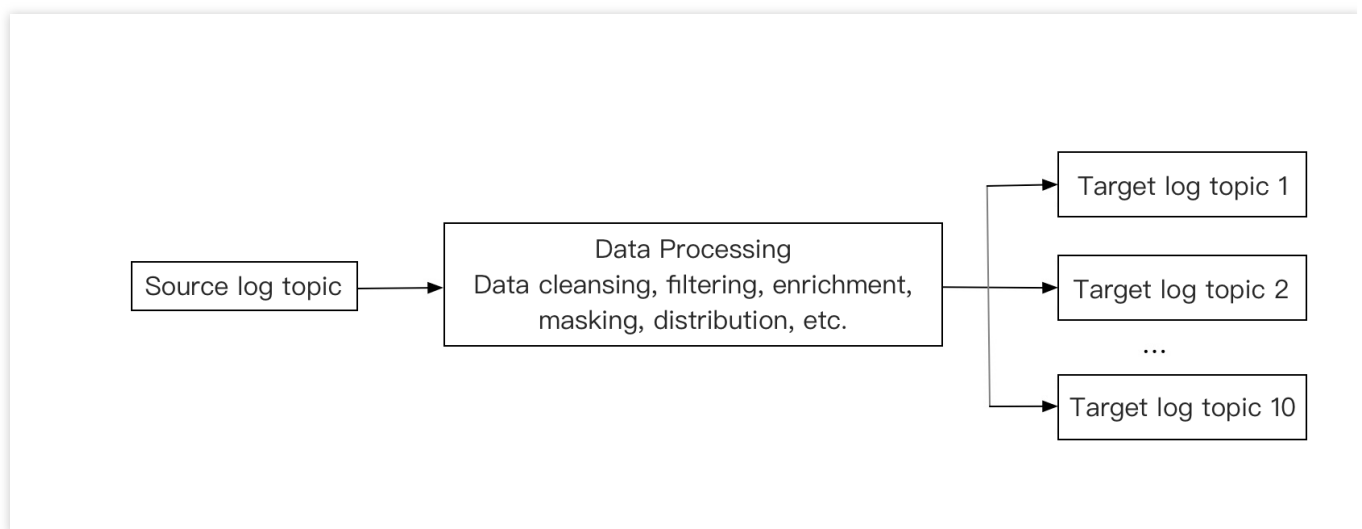 Source log topic
Data Processing
Data cleansing, filtering, enrichment,
masking, distribution, etc.
Target log topic 1
Target log topic 2
...
Target log topic 10